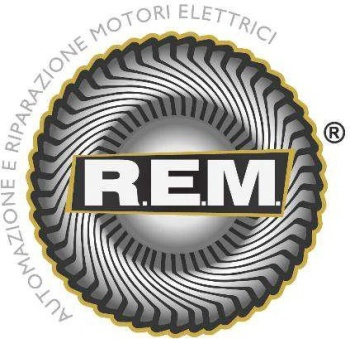 AUTOMAZIONE E RIPARAZIONE MOTORI ELETTRICI
®
R.E.M.